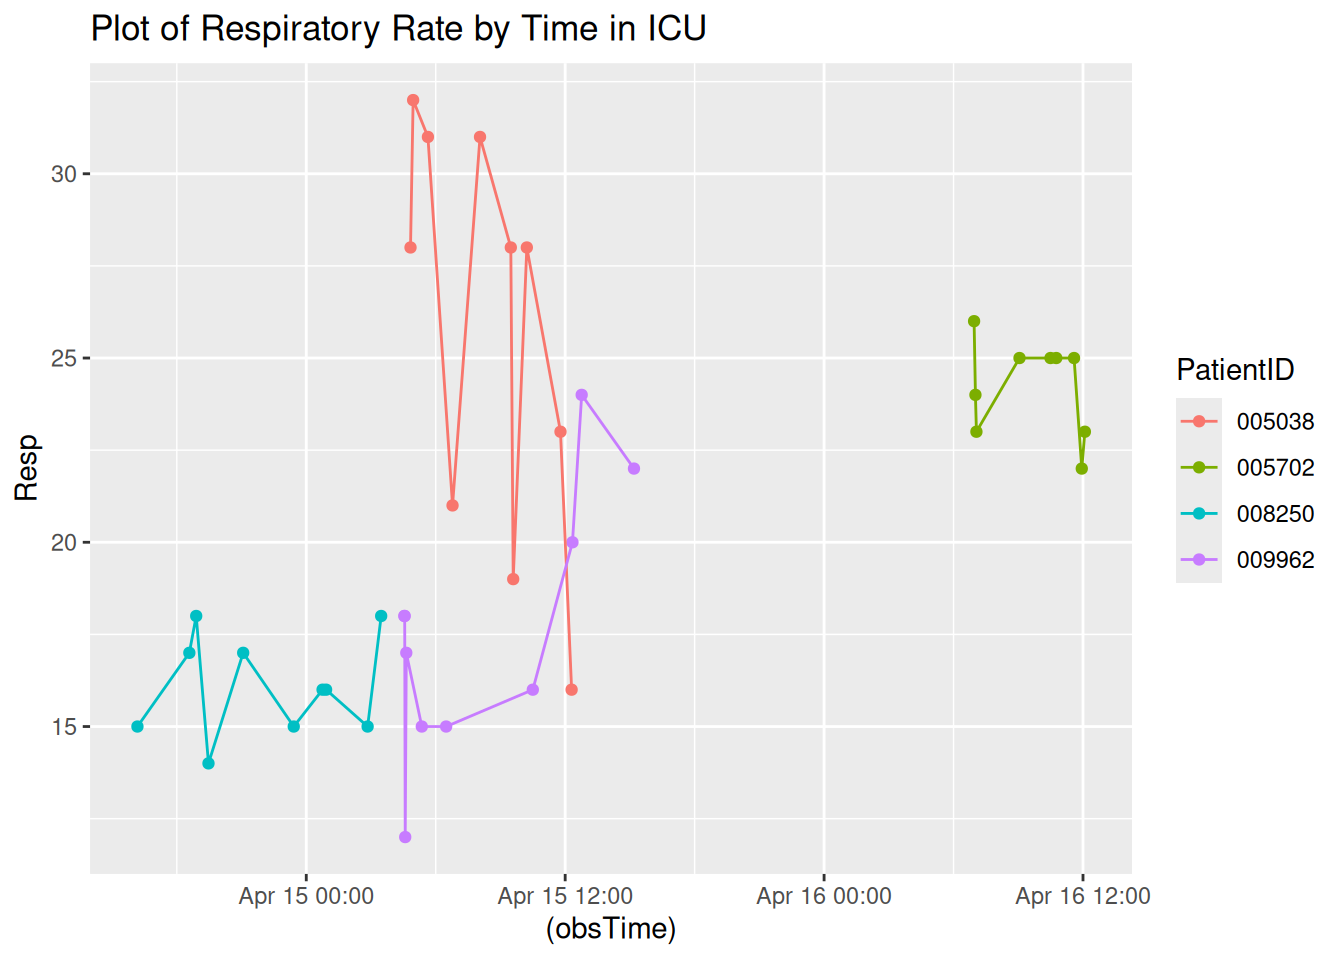 Plot of Respiratory Rate by Time in ICU
Resp
30
25
20
15
Apr 15 00:00
Apr 15 12:00
Apr 16 00:00
Apr 16 12:00
(obsTime)
PatientID
005038
005702
008250
009962